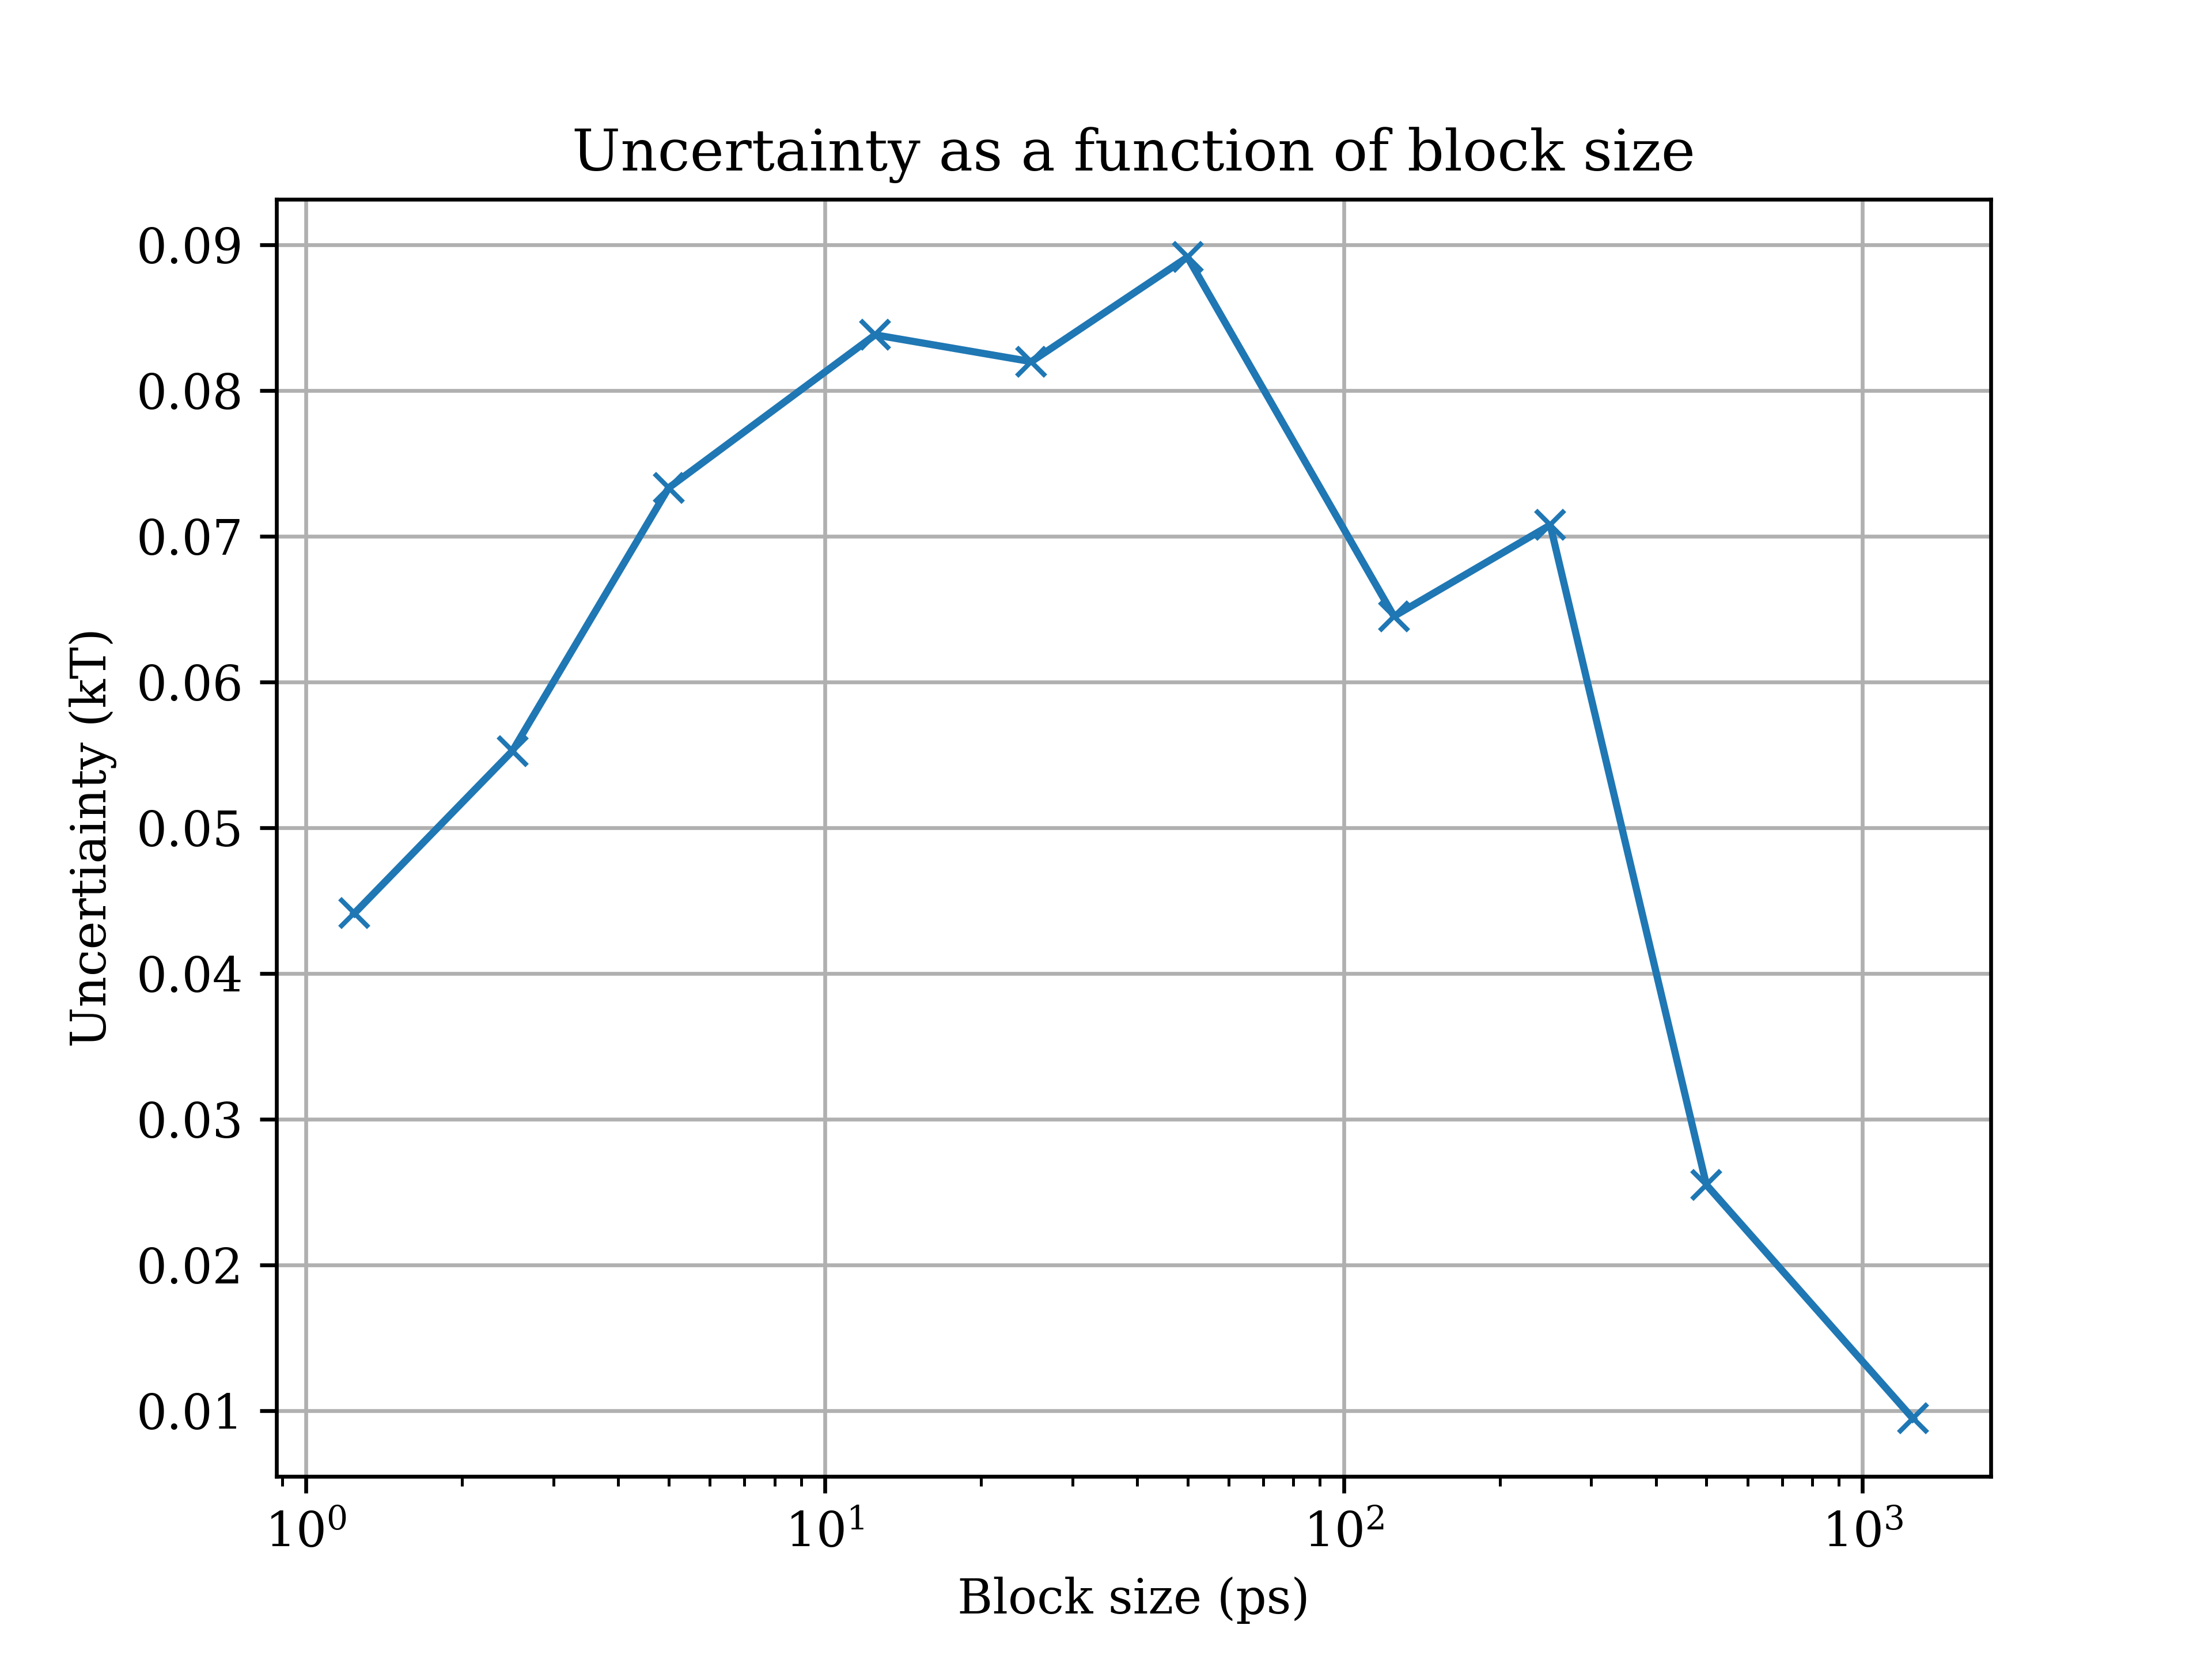 Uncertainty as a function of block size
0.09
0.08
0.07
0.06
0.05
0.04
0.03
0.02
0.01
Uncertiainty (kT)
10⁰ 10¹ 10² 10³
Block size (ps)